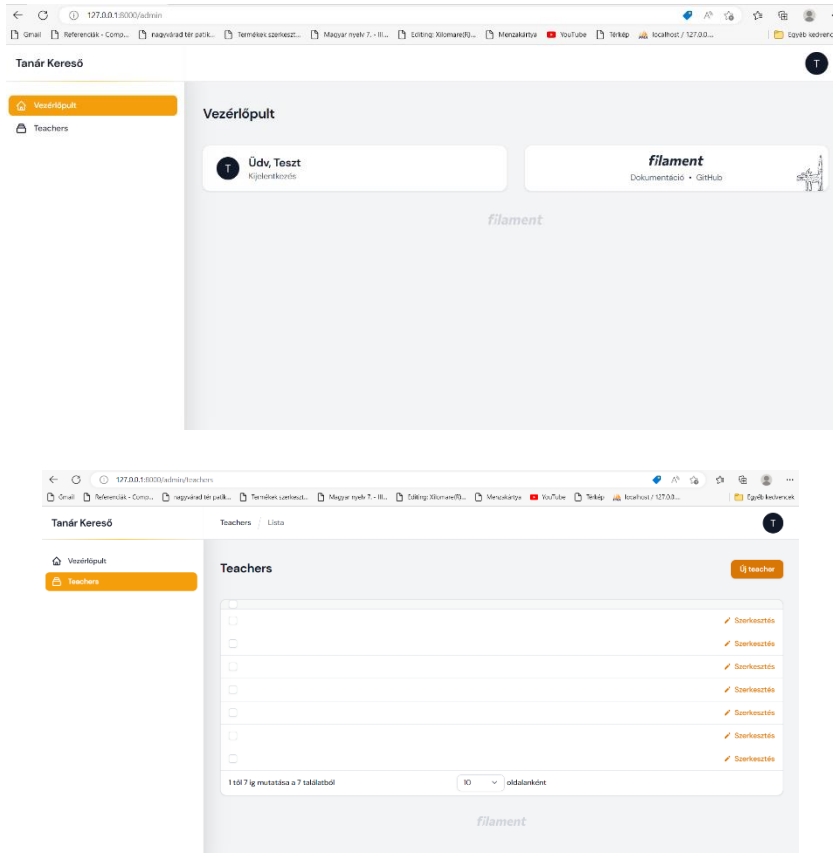 127.0.0.1:8000/admin
Gmail Referenciák - Comp... nagyvárad tér patik... Termékek szerkeszt... Magyar nyelv 7. - III... Editing: Xilomare(R)... Menzakártya YouTube Térkép localhost / 127.0.0... Egyéb kedvenc
Tanár Kereső T
Vezérlőpult
Teachers
Vezérlőpult
T Üdv, Teszt
Kijelentkezés
filament
Dokumentáció • GitHub
filament
127.0.0.1:8000/admin/teachers
Gmail Referenciák - Comp... nagyvárad tér patik... Termékek szerkeszt... Magyar nyelv 7. - III... Editing: Xilomare(R)... Menzakártya YouTube Térkép localhost / 127.0.0... Egyéb kedvencek
Tanár Kereső Teachers / Lista T
Vezérlőpult
Teachers
Teachers Új teacher
Szerkesztés
Szerkesztés
Szerkesztés
Szerkesztés
Szerkesztés
Szerkesztés
Szerkesztés
1 től 7 ig mutatása a 7 találatból 10 oldalanként
filament